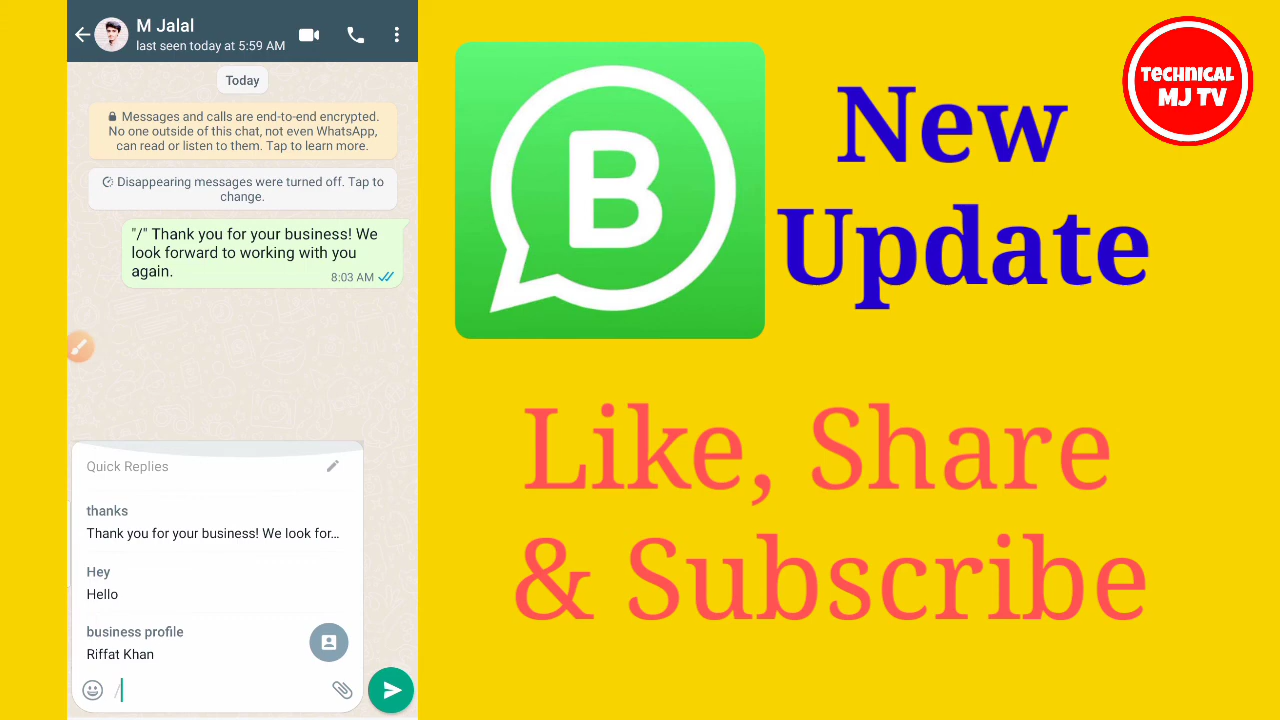 M Jalal
last seen today at 5:59 AM
Today
Messages and calls are end-to-end encrypted.
No one outside of this chat, not even WhatsApp,
can read or listen to them. Tap to learn more.
Disappearing messages were turned off. Tap to
change.
"/" Thank you for your business! We
look forward to working with you
again.
8:03 AM
Quick Replies
thanks
Thank you for your business! We look for...
Hey
Hello
business profile
Riffat Khan
/
B
New
Update
TECHNICAL
MJ TV
Like, Share
& Subscribe